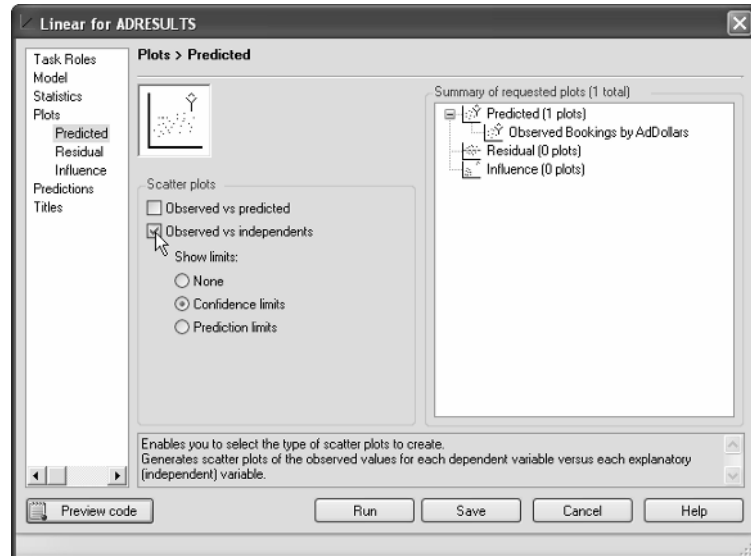 Linear for ADRESULTS
Task Roles
Model
Statistics
Plots
Predicted
Residual
Influence
Predictions
Titles
Plots > Predicted
Ŷ
Scatter plots
Observed vs predicted
Observed vs independents
Show limits:
None
Confidence limits
Prediction limits
Summary of requested plots (1 total)
Predicted (1 plots)
Observed Bookings by AdDollars
Residual (0 plots)
Influence (0 plots)
Enables you to select the type of scatter plots to create.
Generates scatter plots of the observed values for each dependent variable versus each explanatory
(independent) variable.
Preview code
Run
Save
Cancel
Help